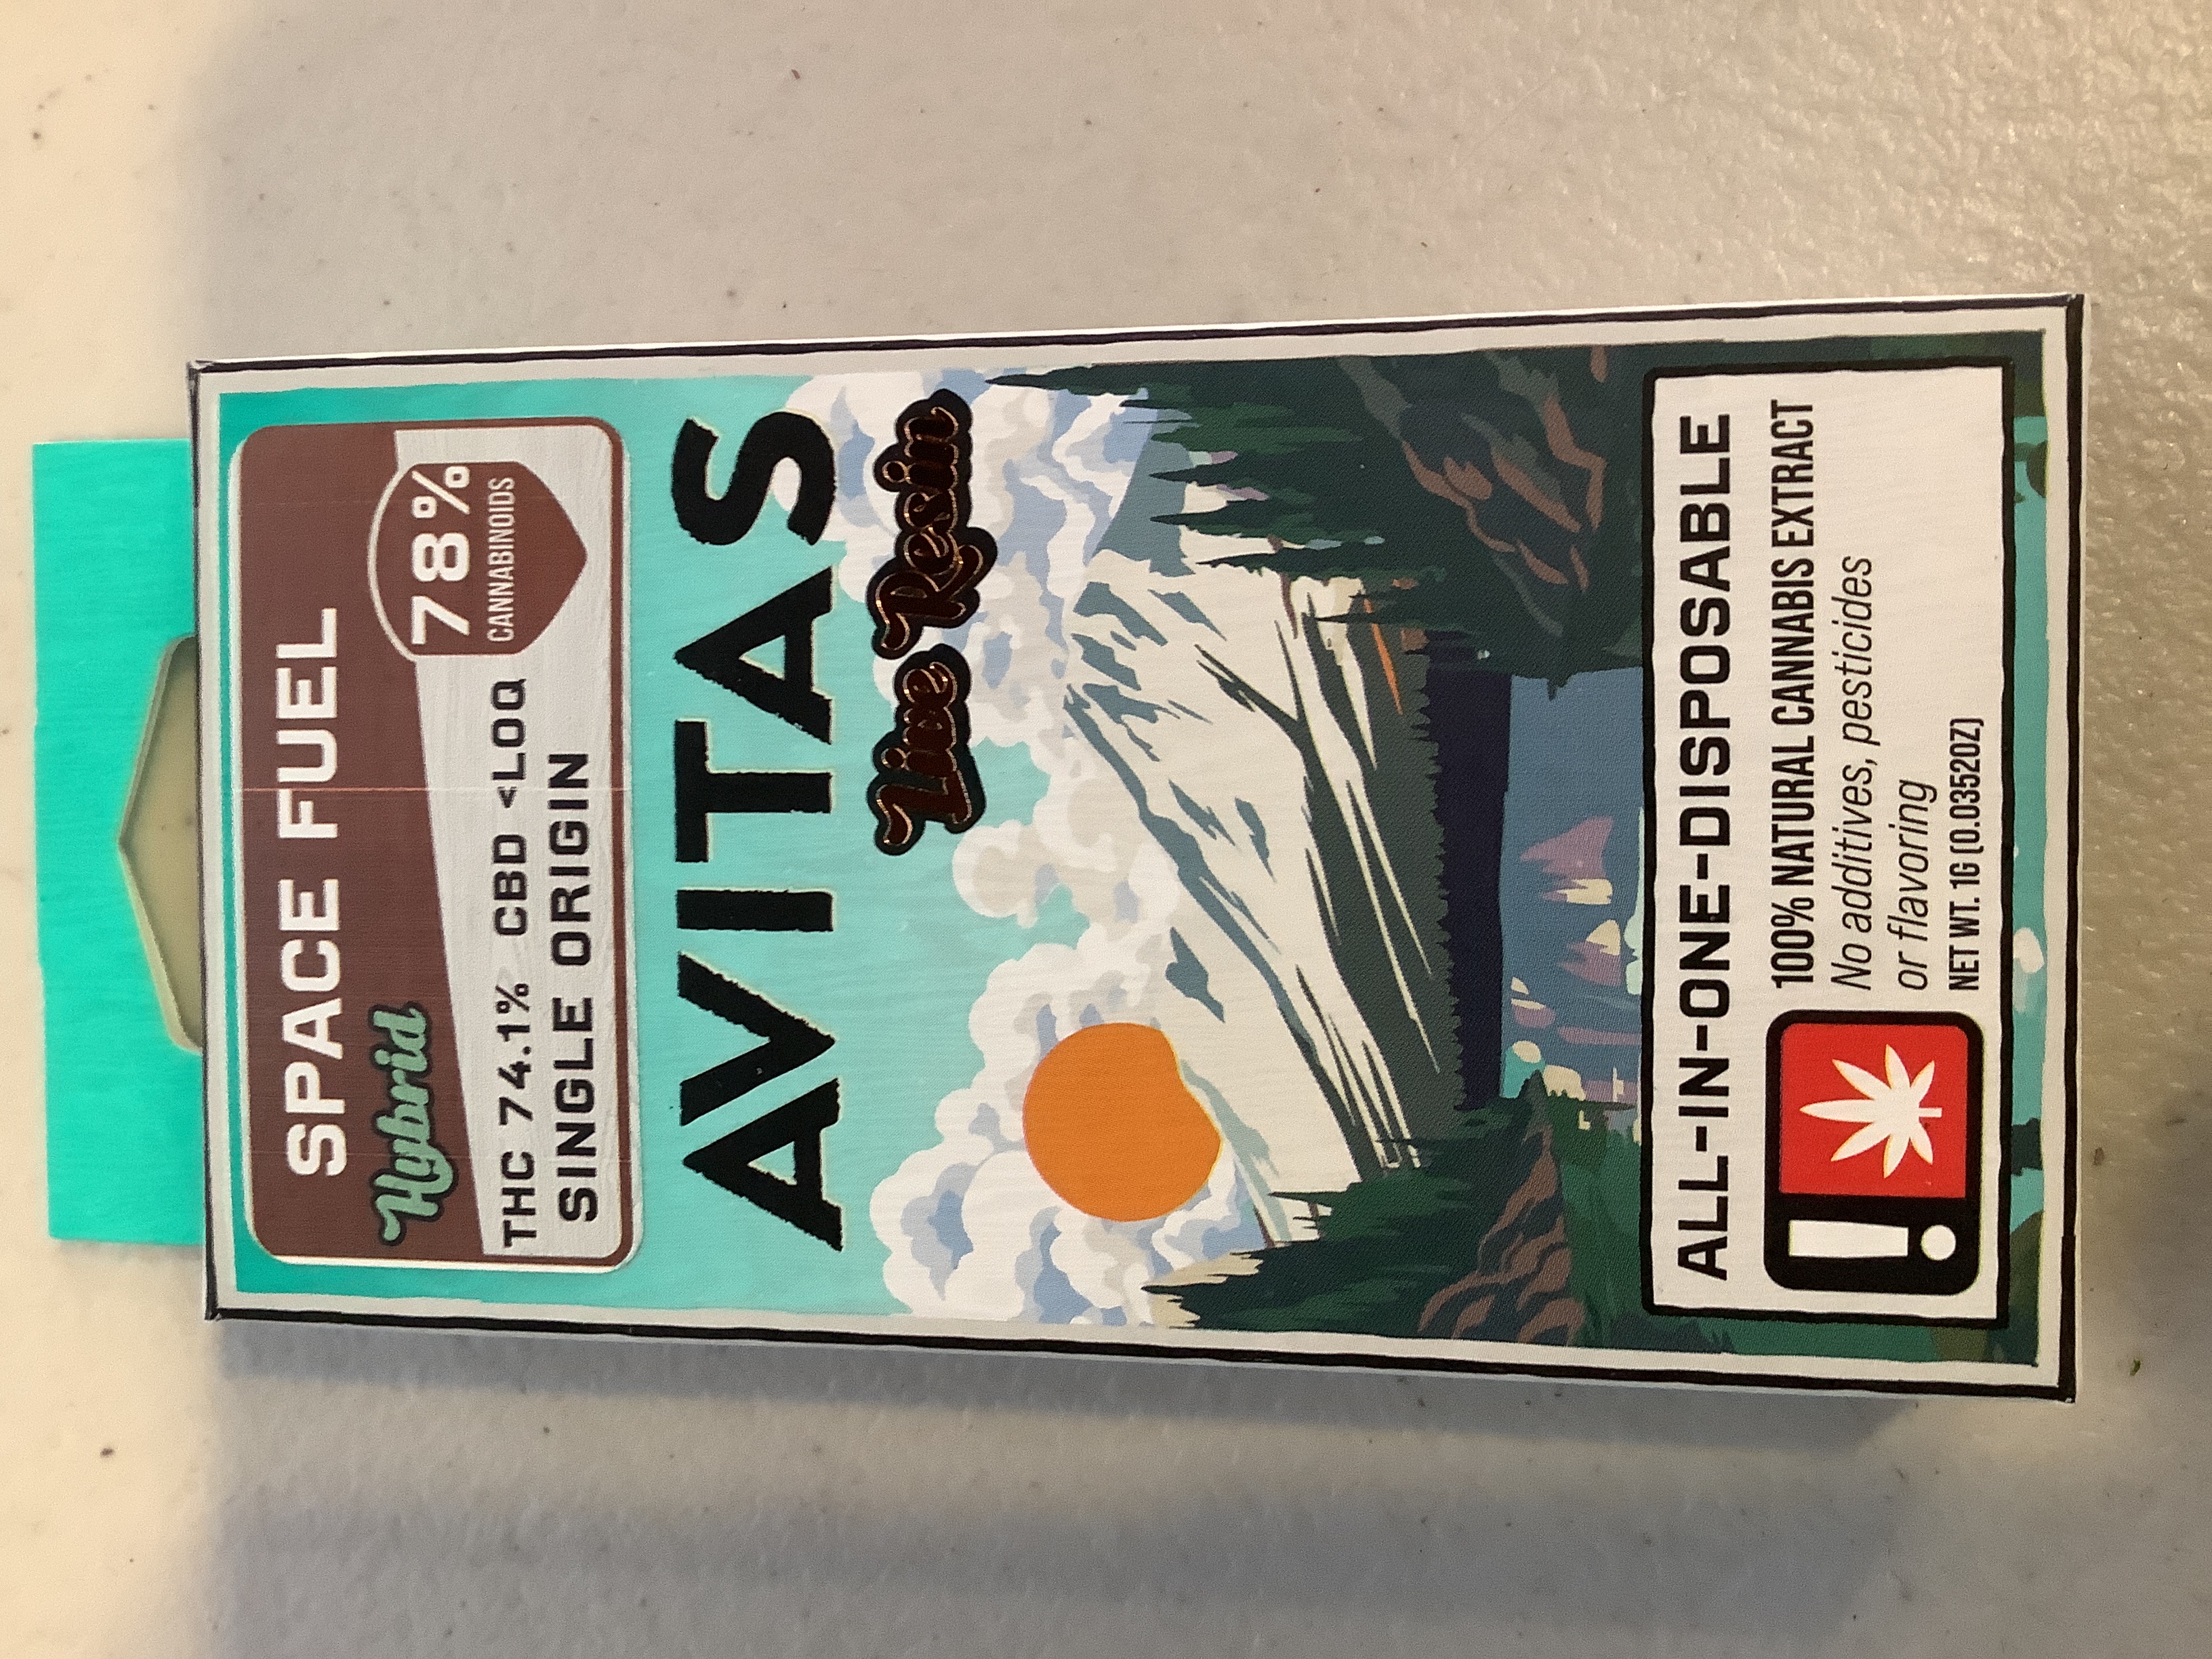 SPACE FUEL
Hybrid
78%
CANNABINOIDS
THC 74.1% CBD <LOQ
SINGLE ORIGIN
AVITAS
Live Resin
ALL-IN-ONE-DISPOSABLE
100% NATURAL CANNABIS EXTRACT
No additives, pesticides
or flavoring
NET WT. 1G (0.0352OZ)
!